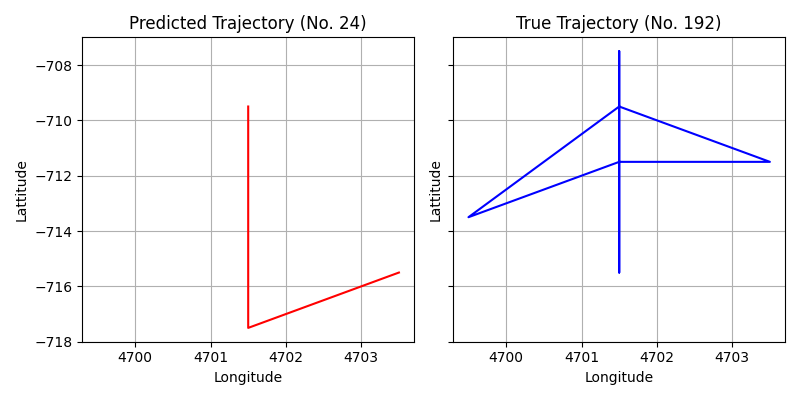 Predicted Trajectory (No. 24)
True Trajectory (No. 192)
−708
−710
−712
−714
−716
−718
Lattitude
Lattitude
4700
4701
4702
4703
4700
4701
4702
4703
Longitude
Longitude